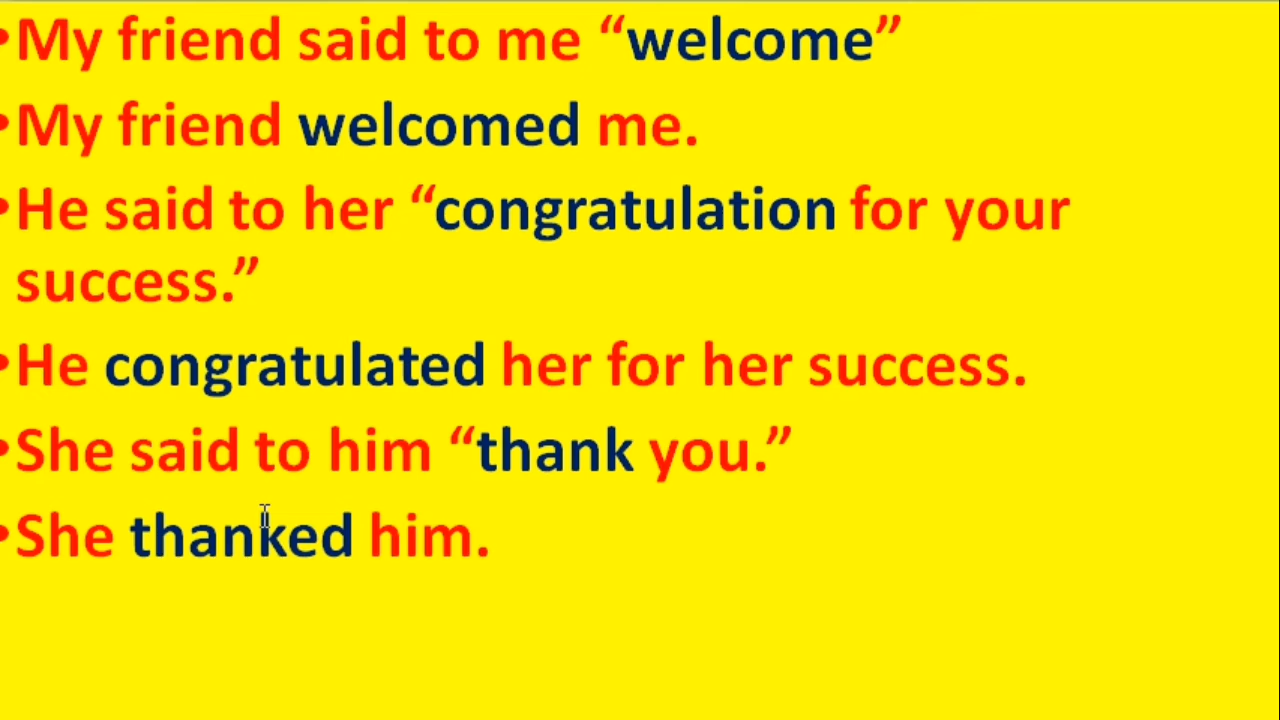 •My friend said to me “welcome”
•My friend welcomed me.
•He said to her “congratulation for your
success.”
•He congratulated her for her success.
•She said to him “thank you.”
•She thanked him.